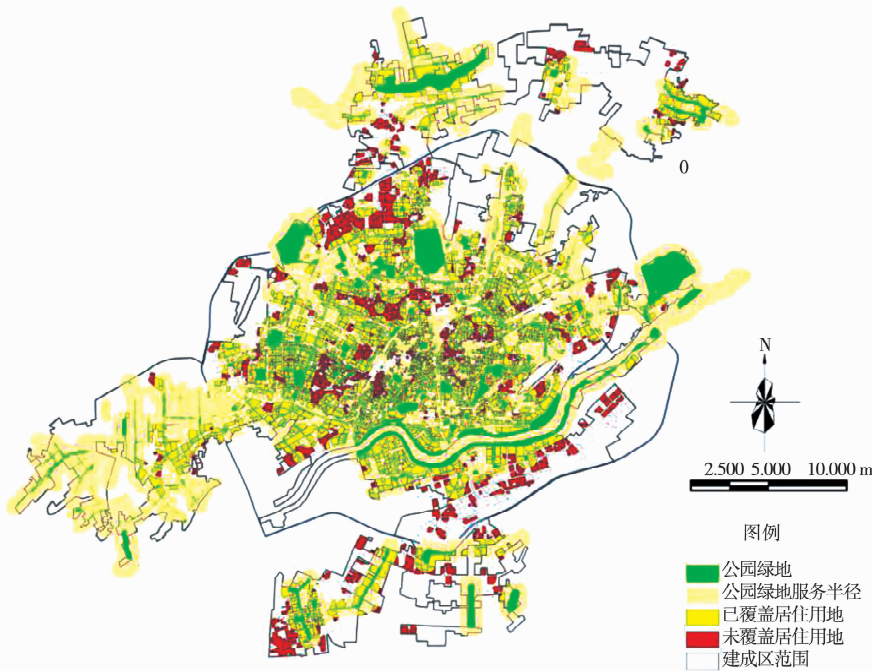 0
N
2.500 5.000 10.000 m
图例
公园绿地
公园绿地服务半径
已覆盖居住用地
未覆盖居住用地
建成区范围